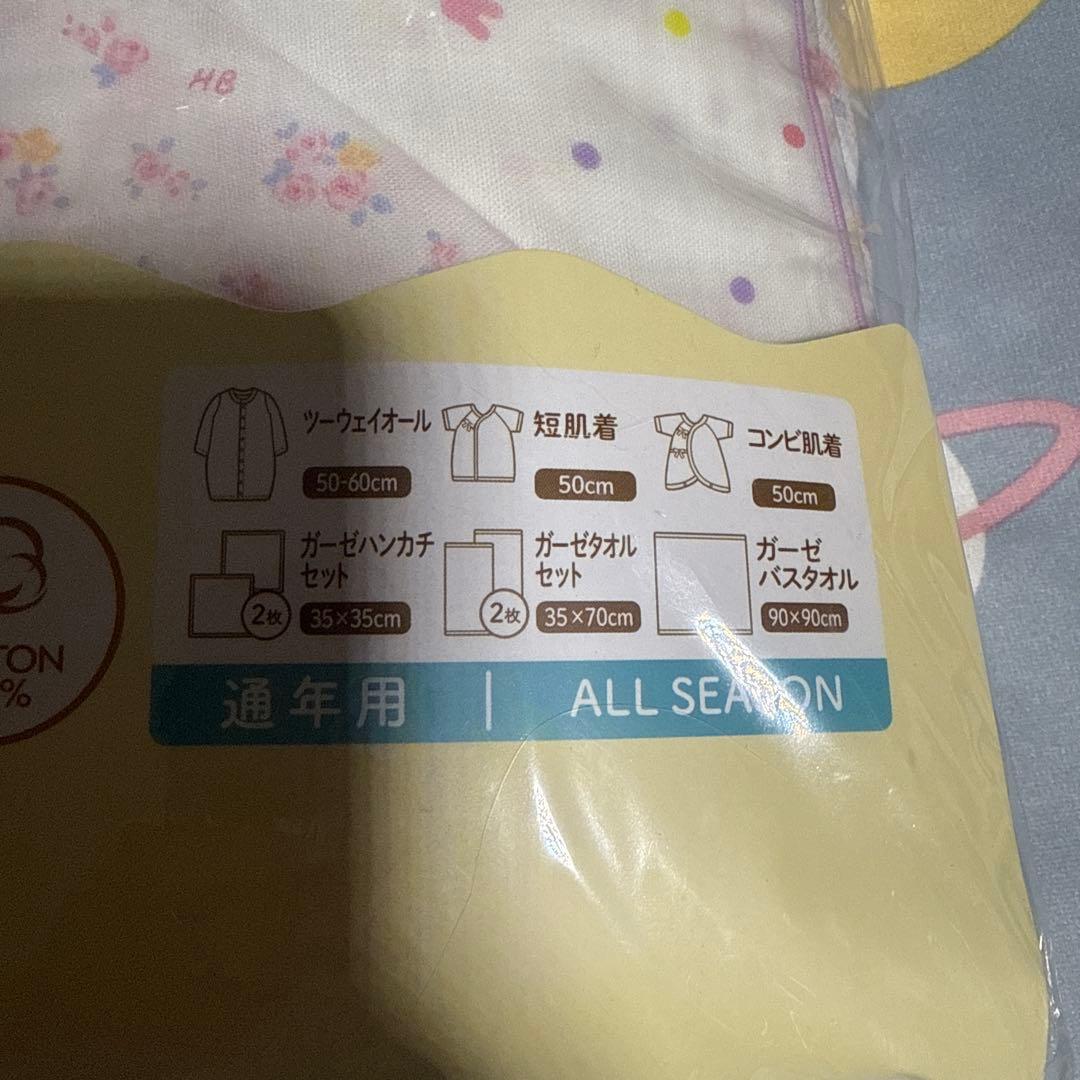 HB
ツーウェイオール
50-60cm
短肌着
50cm
コンビ肌着
50cm
ガーゼハンカチ
セット
2枚
35×35cm
ガーゼタオル
セット
2枚
35×70cm
ガーゼ
バスタオル
90×90cm
TON
%
通年用 | ALL SEASON